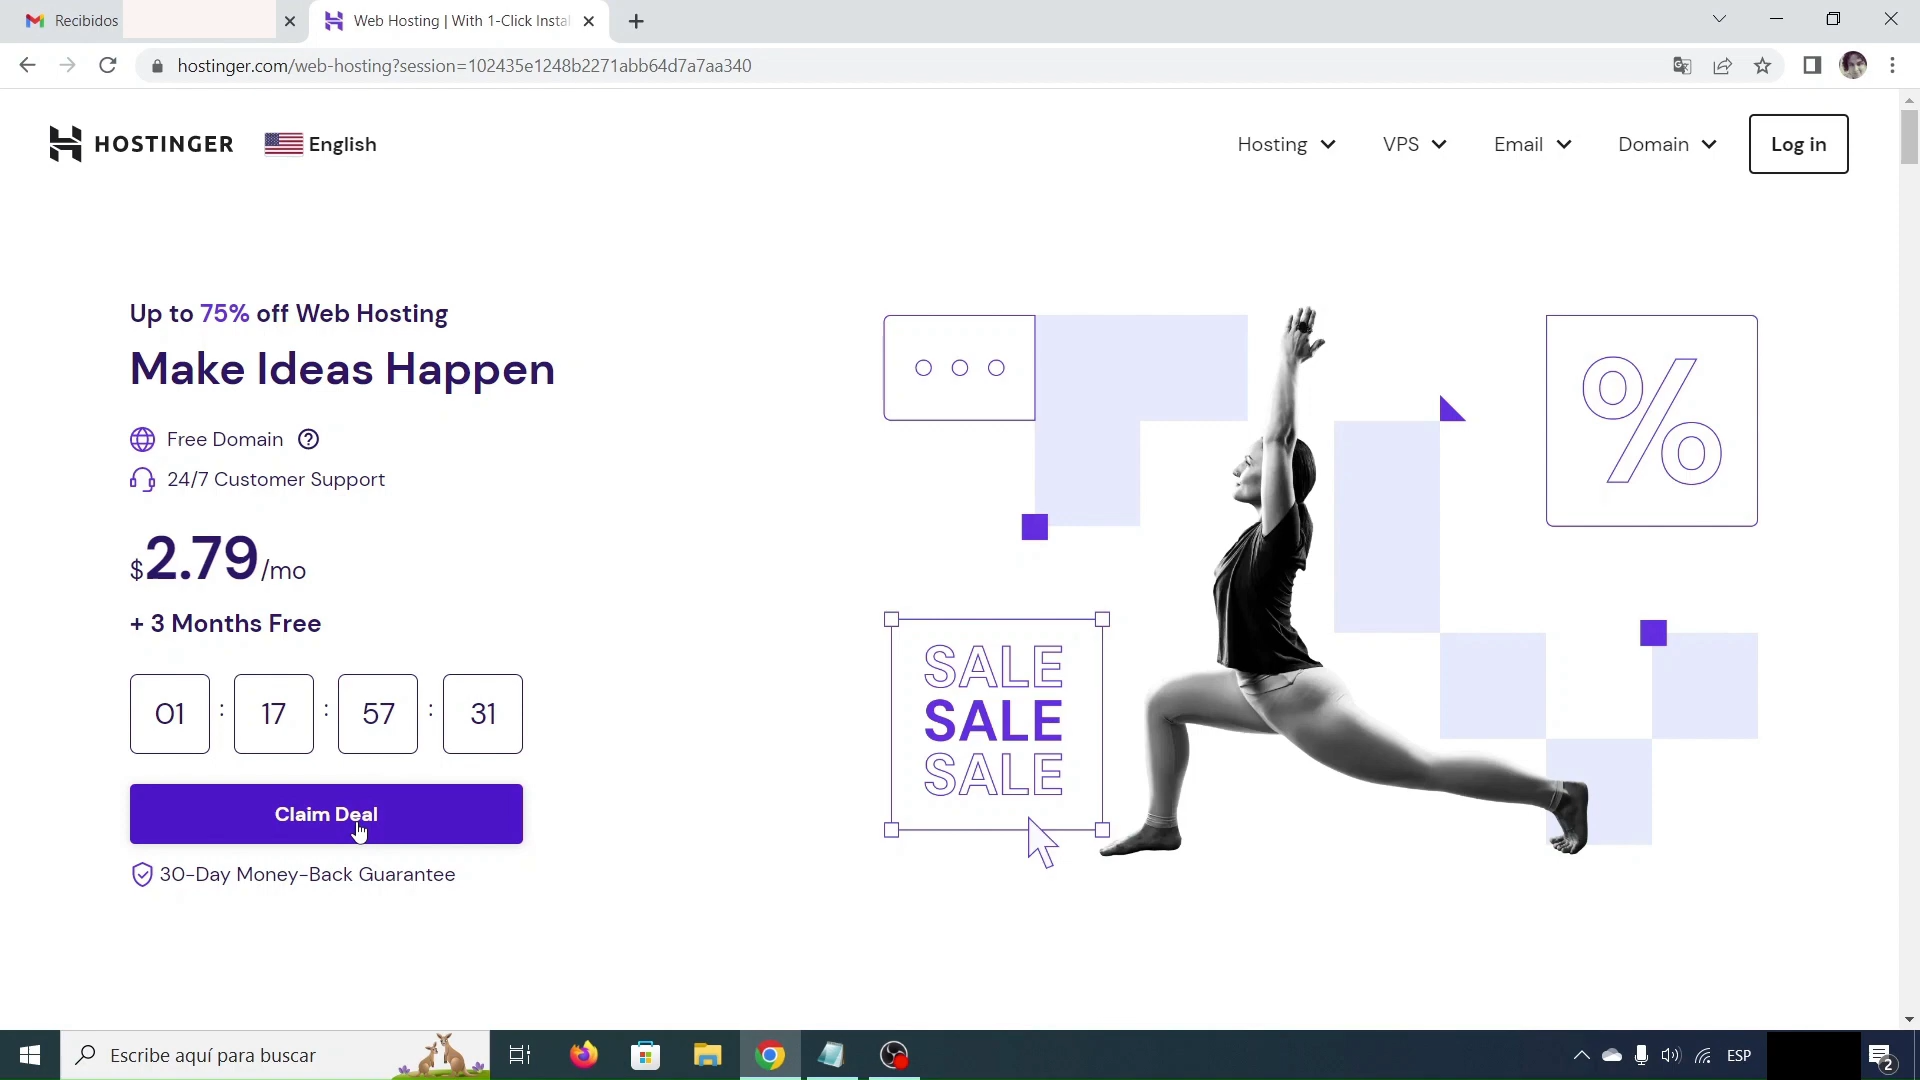 Recibidos
Web Hosting | With 1-Click Instal
hostinger.com/web-hosting?session=102435e1248b2271abb64d7a7aa340
HOSTINGER
English
Hosting
VPS
Email
Domain
Log in
Up to 75% off Web Hosting
Make Ideas Happen
Free Domain ?
24/7 Customer Support
$2.79/mo
+ 3 Months Free
01 : 17 : 57 : 31
Claim Deal
30-Day Money-Back Guarantee
%
SALE
SALE
SALE
Escribe aquí para buscar
ESP
2